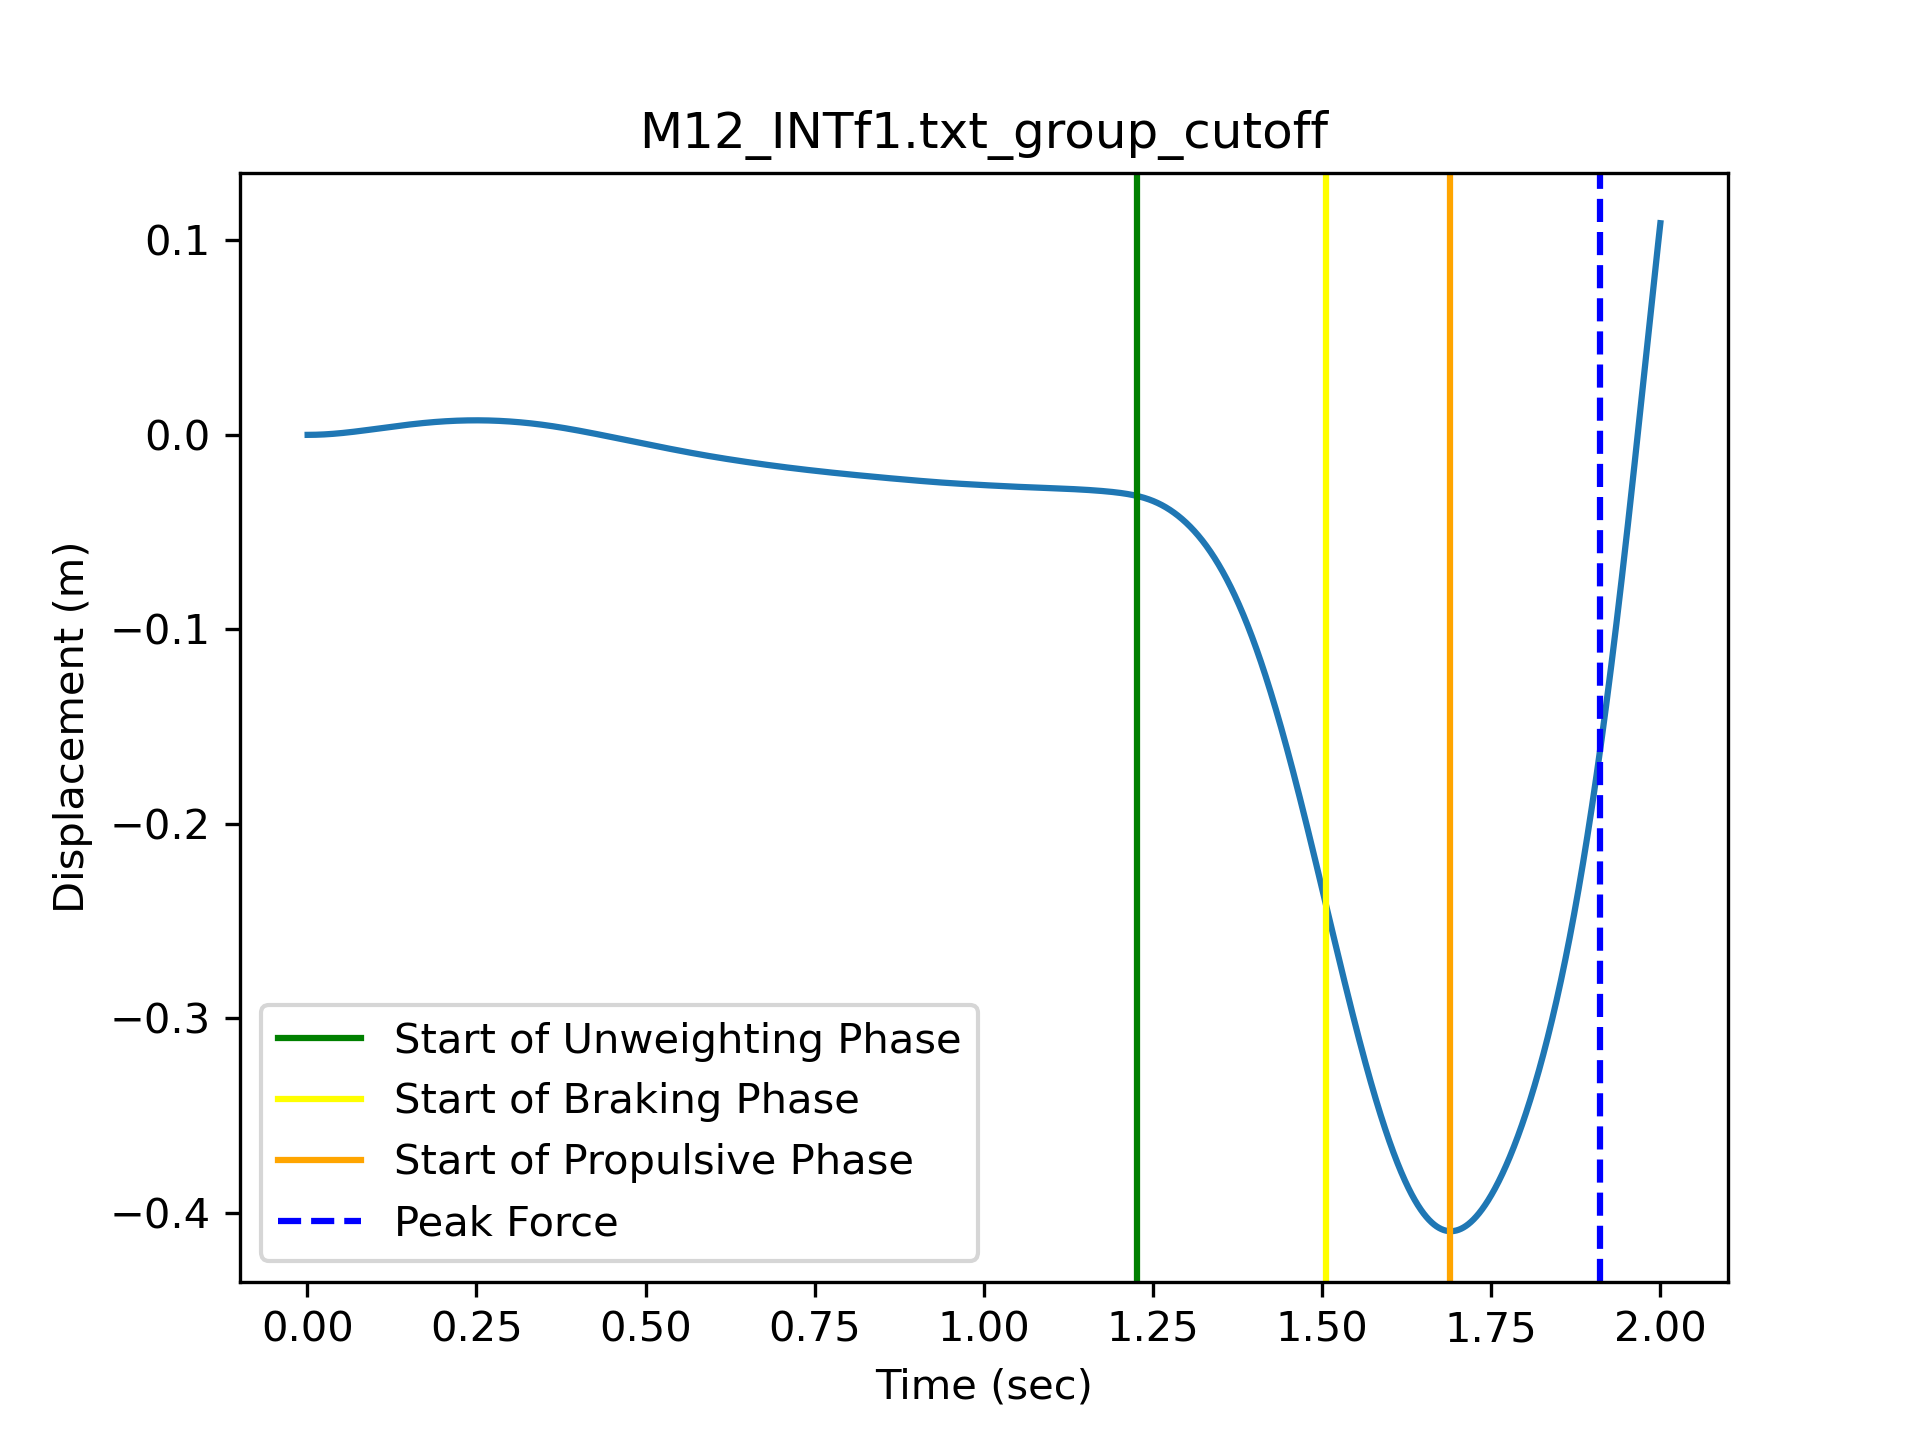 M12_INTf1.txt_group_cutoff
0.1
0.0
−0.1
−0.2
−0.3
−0.4
Displacement (m)
Start of Unweighting Phase
Start of Braking Phase
Start of Propulsive Phase
Peak Force
0.00 0.25 0.50 0.75 1.00 1.25 1.50 1.75 2.00
Time (sec)